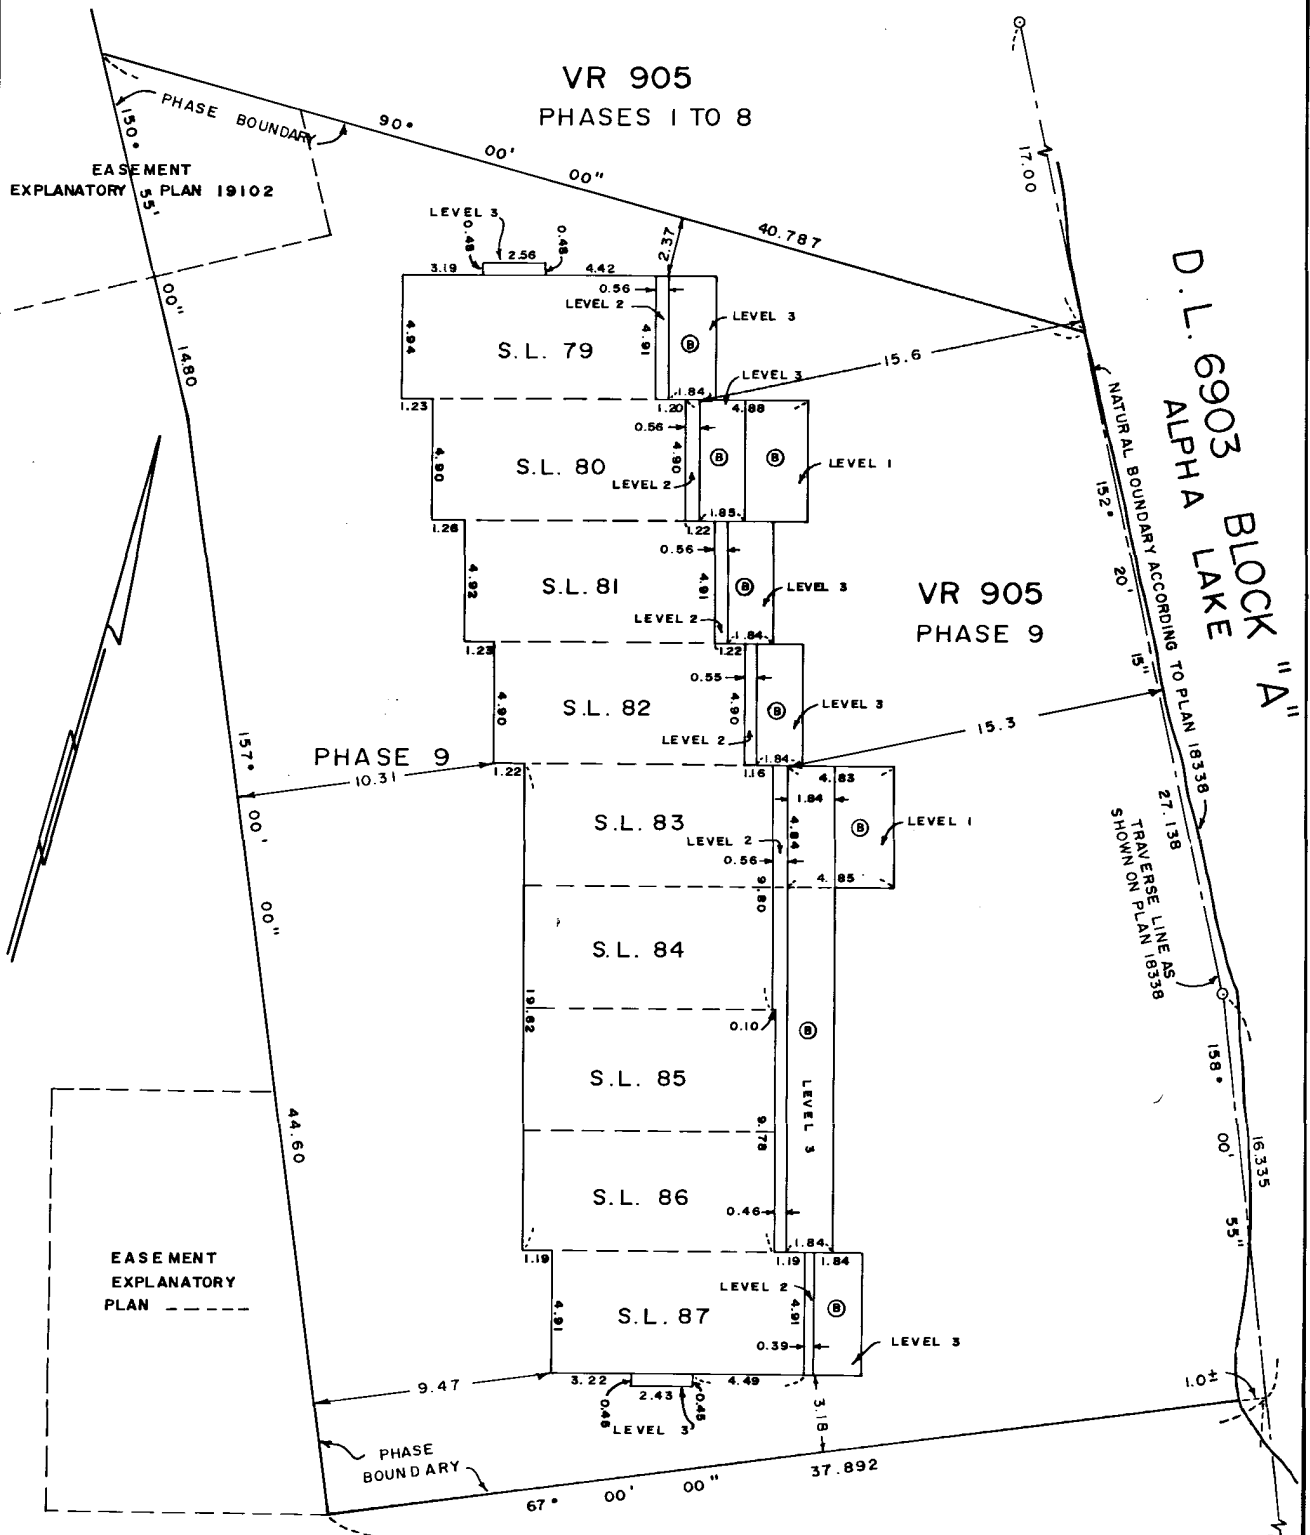 VR 905
PHASES 1 TO 8
PHASE BOUNDARY
150° 55' 00" 14.80
90° 00' 00" 40.787
EASEMENT
EXPLANATORY PLAN 19102
17.00
LEVEL 3
0.48
2.56
0.48
3.19
4.42
2.37
0.56
LEVEL 2
LEVEL 3
4.94
S.L. 79
4.91
B
15.6
1.84
LEVEL 3
1.23
1.20
4.88
0.56
4.90
S.L. 80
4.90
B
B
LEVEL 1
LEVEL 2
1.85
1.26
1.22
0.56
4.92
S.L. 81
4.91
B
LEVEL 3
LEVEL 2
1.84
1.23
1.22
0.55
4.90
S.L. 82
4.90
B
LEVEL 3
LEVEL 2
1.84
VR 905
PHASE 9
15.3
D.L. 6903 BLOCK "A"
ALPHA LAKE
NATURAL BOUNDARY ACCORDING TO PLAN 18338
152° 20' 15" 27.138
TRAVERSE LINE AS
SHOWN ON PLAN 18338
157° 00' 00" 44.60
PHASE 9
10.31
1.22
1.16
4.83
1.84
S.L. 83
4.84
B
LEVEL 1
LEVEL 2
0.56
4.85
9.80
S.L. 84
19.62
0.10
B
S.L. 85
LEVEL 3
9.78
S.L. 86
0.46
1.84
158° 00' 55" 16.335
1.19
1.19
1.84
EASEMENT
EXPLANATORY
PLAN
LEVEL 2
4.91
S.L. 87
4.91
B
0.39
LEVEL 3
9.47
3.22
4.49
0.46
2.43
0.46
LEVEL 3
3.18
1.0±
PHASE
BOUNDARY
67° 00' 00" 37.892